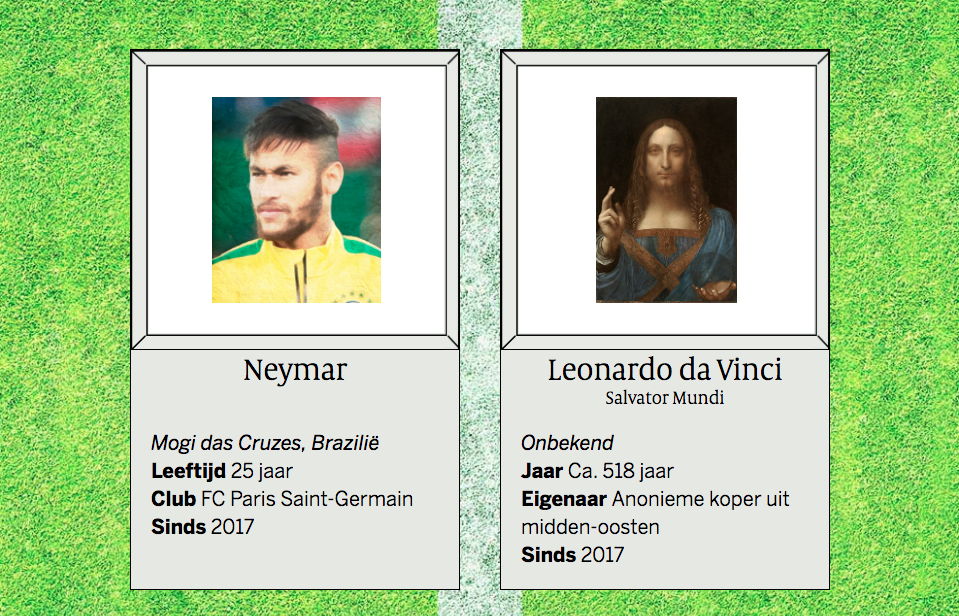 Neymar
Mogi das Cruzes, Brazilië
Leeftijd 25 jaar
Club FC Paris Saint-Germain
Sinds 2017
Leonardo da Vinci
Salvator Mundi
Onbekend
Jaar Ca. 518 jaar
Eigenaar Anonieme koper uit
midden-oosten
Sinds 2017